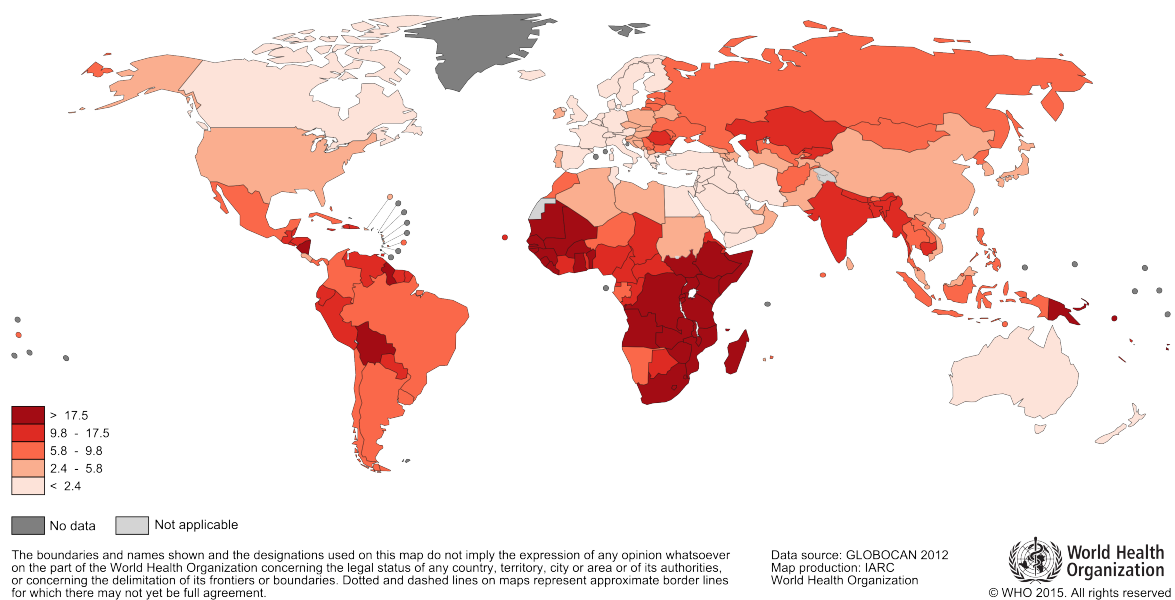 > 17.5
9.8 - 17.5
5.8 - 9.8
2.4 - 5.8
< 2.4
No data
Not applicable
The boundaries and names shown and the designations used on this map do not imply the expression of any opinion whatsoever
on the part of the World Health Organization concerning the legal status of any country, territory, city or area or of its authorities,
or concerning the delimitation of its frontiers or boundaries. Dotted and dashed lines on maps represent approximate border lines
for which there may not yet be full agreement.
Data source: GLOBOCAN 2012
Map production: IARC
World Health Organization
World Health
Organization
© WHO 2015. All rights reserved